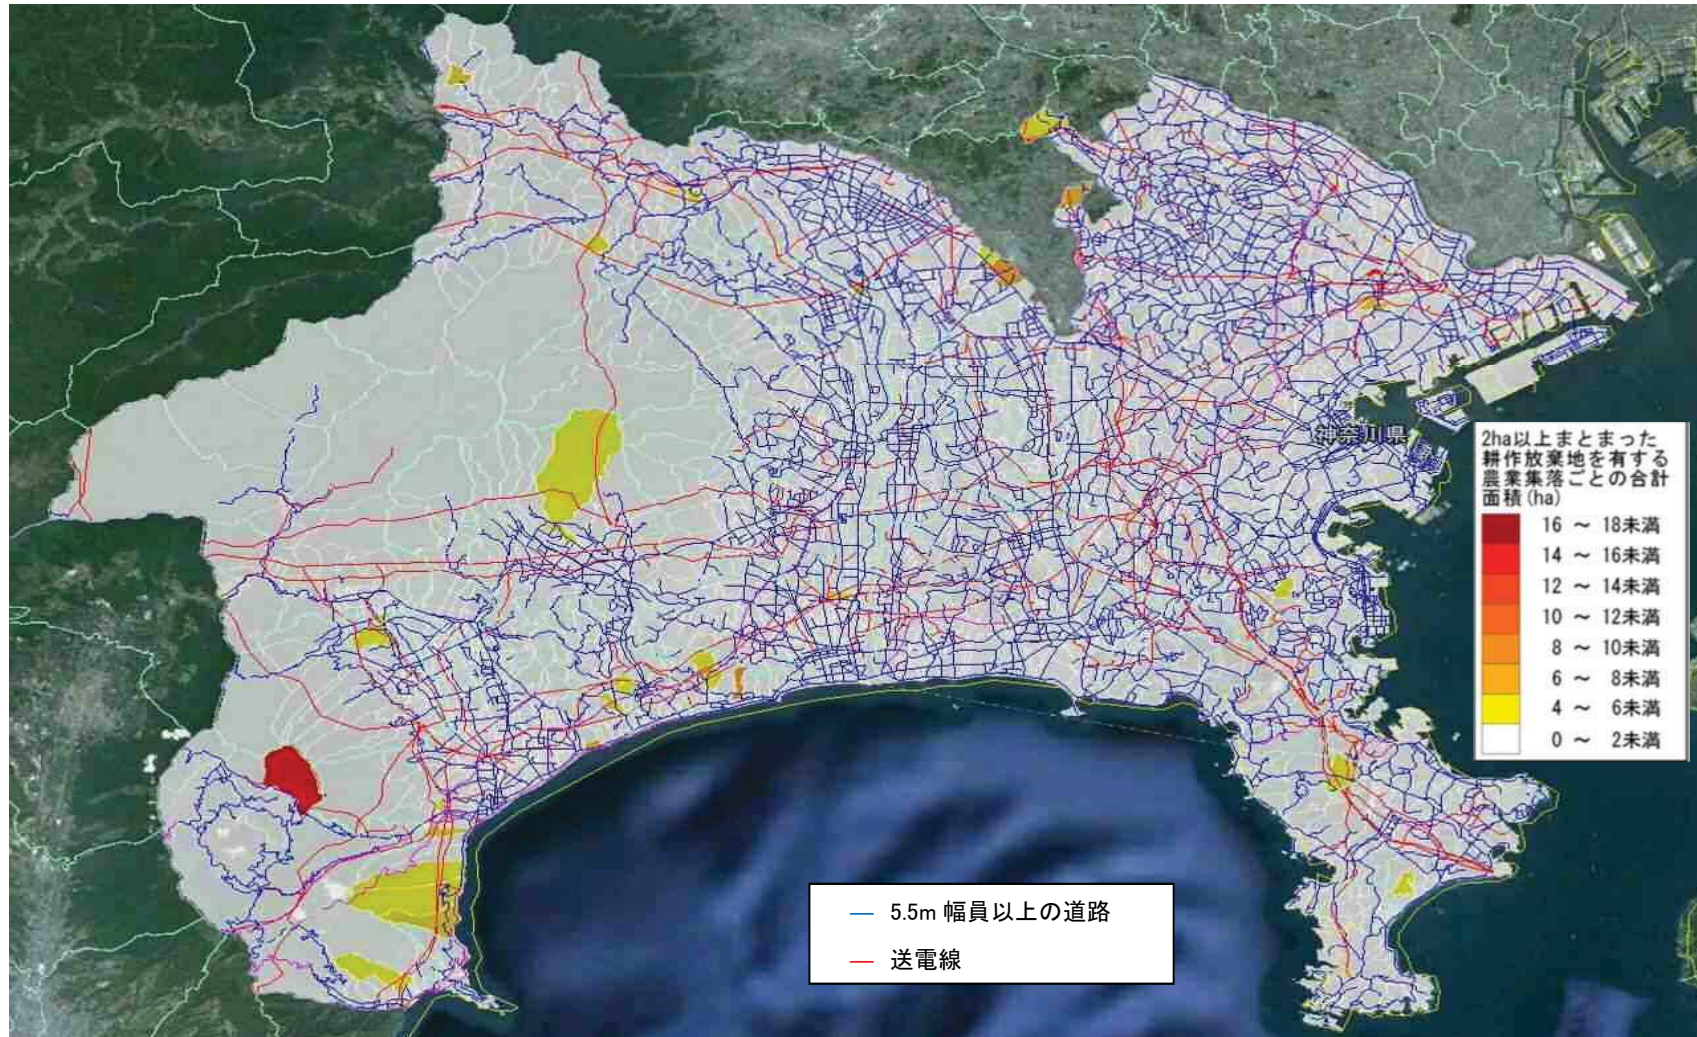 神奈川県
2ha以上まとまった
耕作放棄地を有する
農業集落ごとの合計
面積(ha)
16 ～ 18未満
14 ～ 16未満
12 ～ 14未満
10 ～ 12未満
8 ～ 10未満
6 ～ 8未満
4 ～ 6未満
0 ～ 2未満
5.5m 幅員以上の道路
送電線